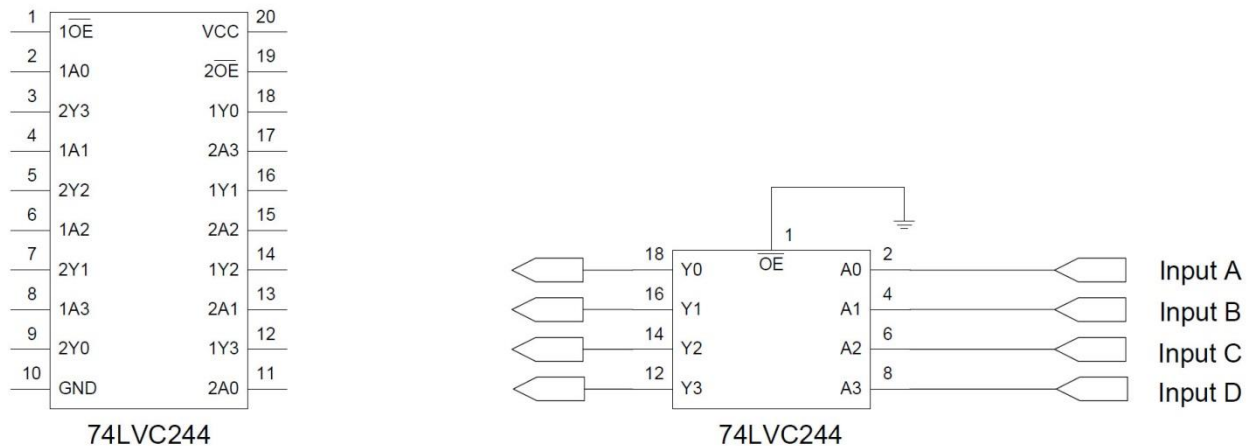 1 1O̅E̅ VCC 20
2 1A0 2O̅E̅ 19
3 2Y3 1Y0 18
4 1A1 2A3 17
5 2Y2 1Y1 16
6 1A2 2A2 15
7 2Y1 1Y2 14
8 1A3 2A1 13
9 2Y0 1Y3 12
10 GND 2A0 11
74LVC244
1
O̅E̅
18 Y0 A0 2 Input A
16 Y1 A1 4 Input B
14 Y2 A2 6 Input C
12 Y3 A3 8 Input D
74LVC244